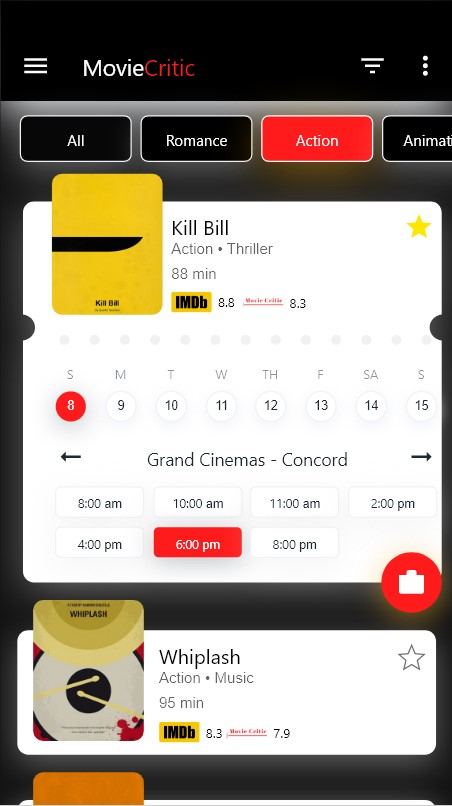 MovieCritic
All Romance Action Animati
Kill Bill
Kill Bill
Action • Thriller
88 min
IMDb 8.8 Movie Critic 8.3
S M T W TH F SA S
8 9 10 11 12 13 14 15
Grand Cinemas - Concord
8:00 am 10:00 am 11:00 am 2:00 pm
4:00 pm 6:00 pm 8:00 pm
WHIPLASH
Whiplash
Action • Music
95 min
IMDb 8.3 Movie Critic 7.9